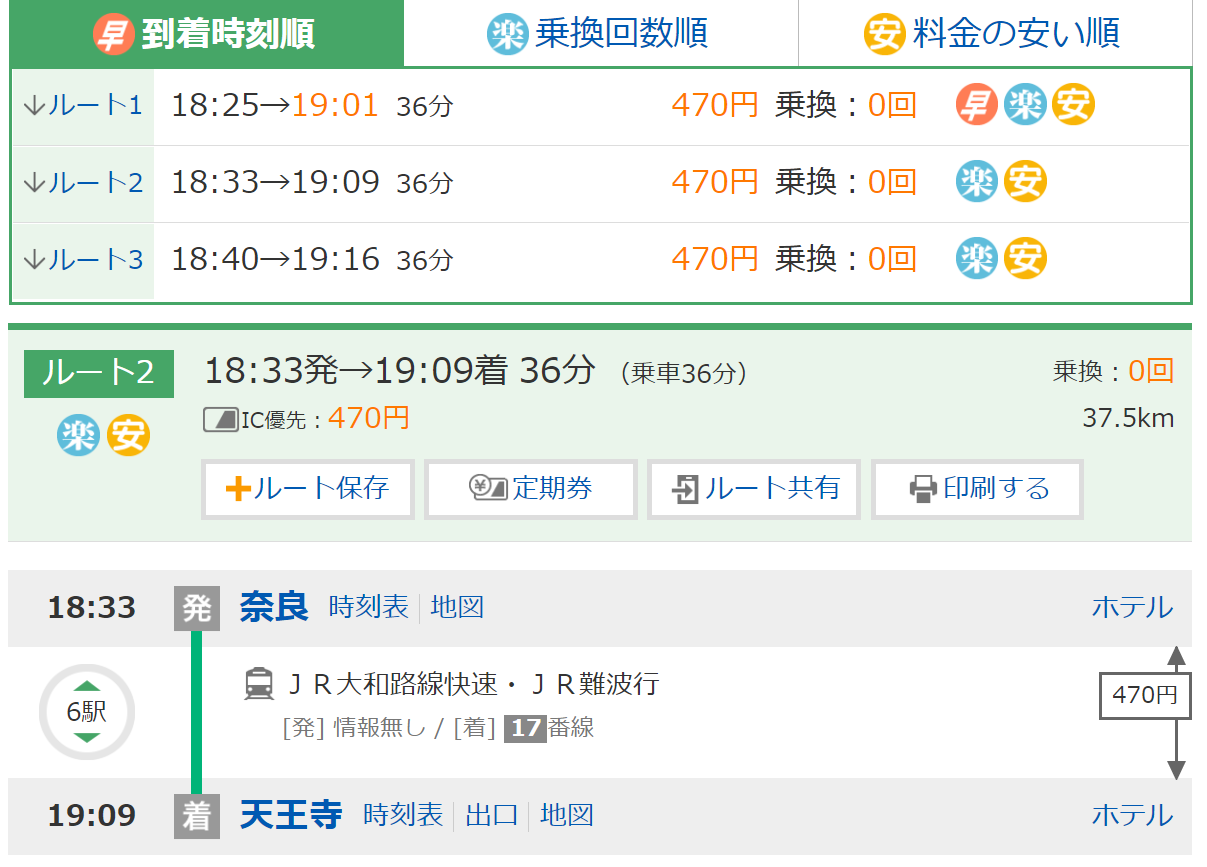 早 到着時刻順 楽 乗換回数順 安 料金の安い順
↓ルート1 18:25→19:01 36分 470円 乗換：0回 早 楽 安
↓ルート2 18:33→19:09 36分 470円 乗換：0回 楽 安
↓ルート3 18:40→19:16 36分 470円 乗換：0回 楽 安
ルート2 18:33発→19:09着 36分 （乗車36分） 乗換：0回
楽 安 IC優先：470円 37.5km
ルート保存 定期券 ルート共有 印刷する
18:33 発 奈良 時刻表 地図 ホテル
ＪＲ大和路線快速・ＪＲ難波行
6駅 470円
[発] 情報無し / [着] 17番線
19:09 着 天王寺 時刻表 出口 地図 ホテル